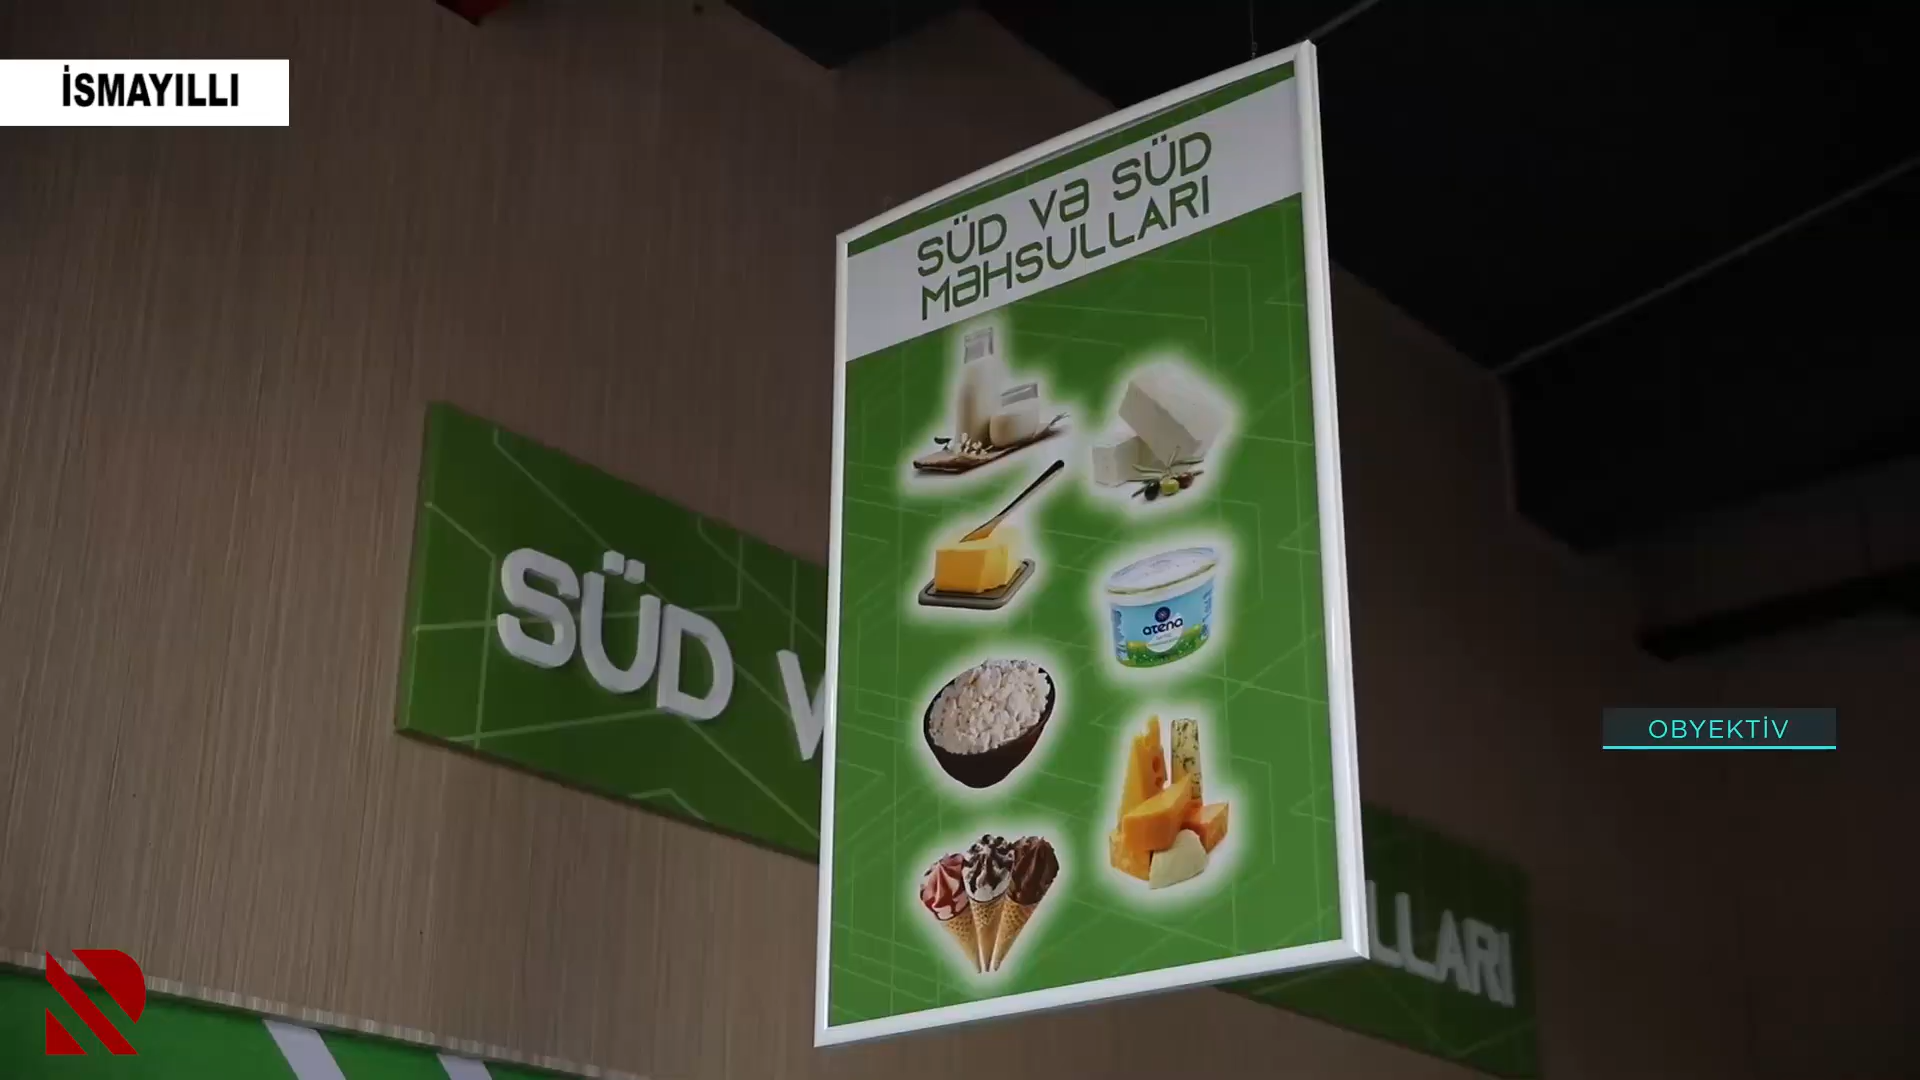 İSMAYILLI
SÜD Və SÜD
MəHSULLARI
SÜD V
LLARI
atena
OBYEKTİV